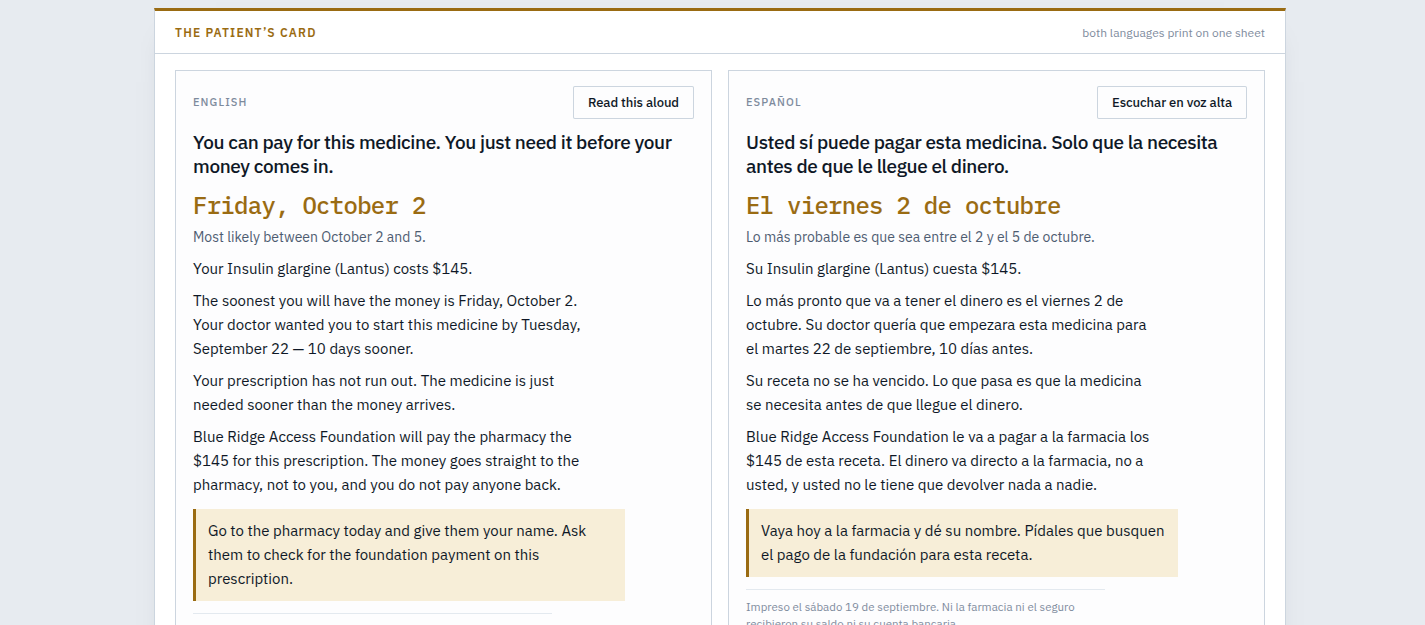 THE PATIENT'S CARD
both languages print on one sheet
ENGLISH
Read this aloud
You can pay for this medicine. You just need it before your
money comes in.
Friday, October 2
Most likely between October 2 and 5.
Your Insulin glargine (Lantus) costs $145.
The soonest you will have the money is Friday, October 2.
Your doctor wanted you to start this medicine by Tuesday,
September 22 — 10 days sooner.
Your prescription has not run out. The medicine is just
needed sooner than the money arrives.
Blue Ridge Access Foundation will pay the pharmacy the
$145 for this prescription. The money goes straight to the
pharmacy, not to you, and you do not pay anyone back.
Go to the pharmacy today and give them your name. Ask
them to check for the foundation payment on this
prescription.
ESPAÑOL
Escuchar en voz alta
Usted sí puede pagar esta medicina. Solo que la necesita
antes de que le llegue el dinero.
El viernes 2 de octubre
Lo más probable es que sea entre el 2 y el 5 de octubre.
Su Insulin glargine (Lantus) cuesta $145.
Lo más pronto que va a tener el dinero es el viernes 2 de
octubre. Su doctor quería que empezara esta medicina para
el martes 22 de septiembre, 10 días antes.
Su receta no se ha vencido. Lo que pasa es que la medicina
se necesita antes de que llegue el dinero.
Blue Ridge Access Foundation le va a pagar a la farmacia los
$145 de esta receta. El dinero va directo a la farmacia, no a
usted, y usted no le tiene que devolver nada a nadie.
Vaya hoy a la farmacia y dé su nombre. Pídales que busquen
el pago de la fundación para esta receta.
Impreso el sábado 19 de septiembre. Ni la farmacia ni el seguro
recibieron su saldo ni su cuenta bancaria.